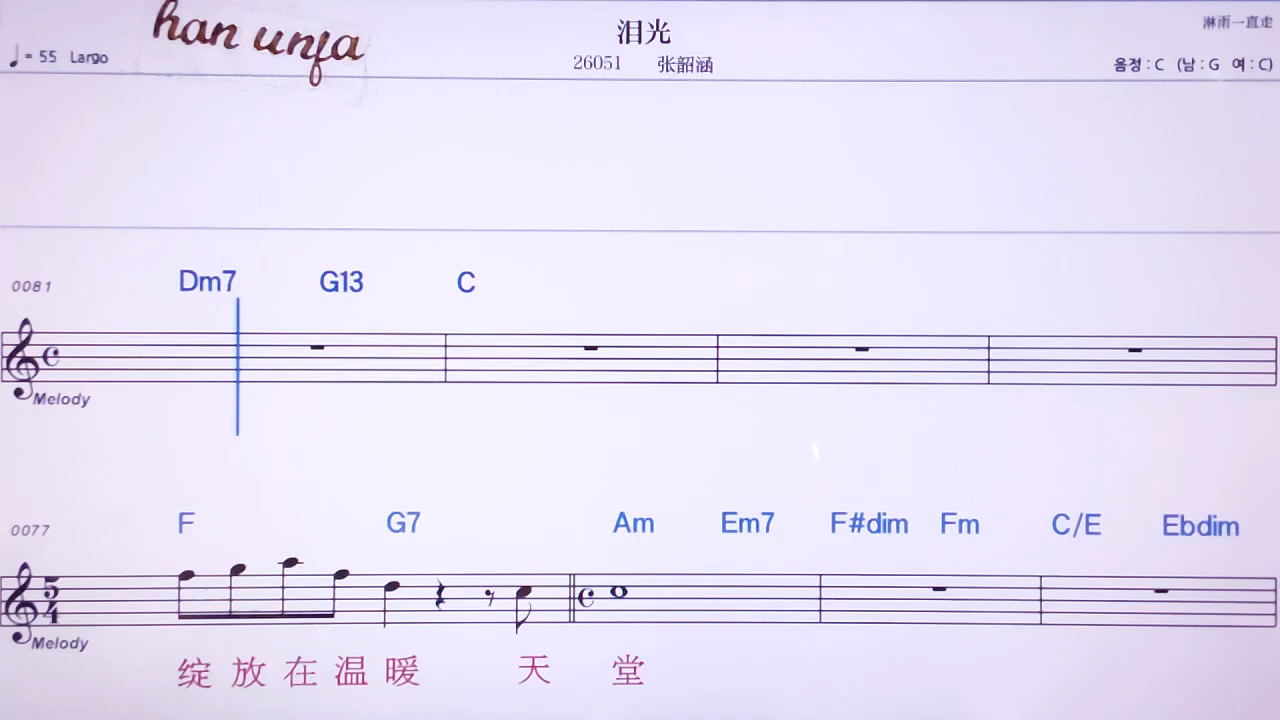 han unja
泪光
淋雨一直走
♩= 55 Largo
26051 张韶涵
음정 : C (남 : G 여 : C)
0081 Dm7 G13 C
Melody
0077 F G7 Am Em7 F#dim Fm C/E Ebdim
5
4
Melody
绽放在温暖 天堂